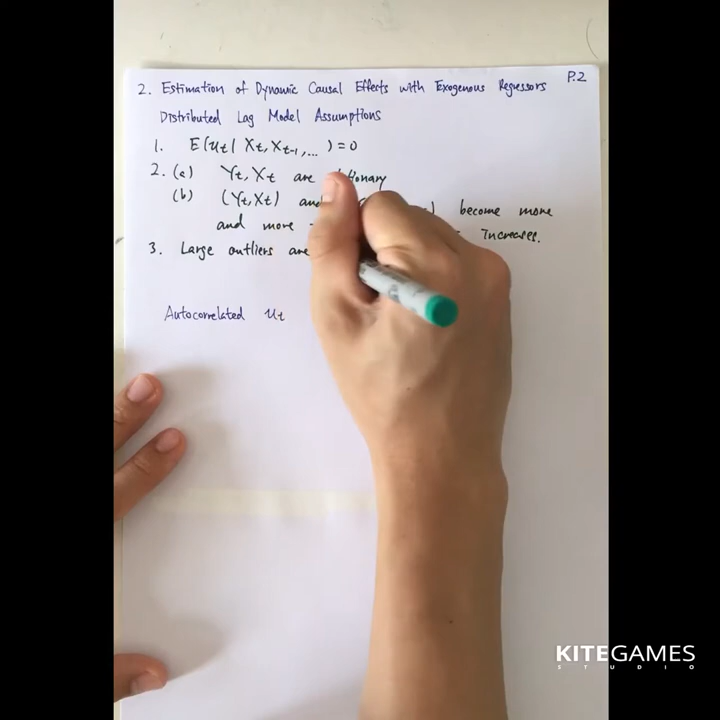 P.2
2. Estimation of Dynamic Causal Effects with Exogenous Regressors
Distributed Lag Model Assumptions
1. E(ut | Xt, Xt-1, ... ) = 0
2. (a) Yt, Xt are
(b) (Yt, Xt) and become more
and more increases.
3. Large outliers are
Autocorrelated ut
KITEGAMES
STUDIO